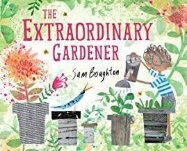 THE
EXTRAORDINARY
GARDENER
Sam Boughton